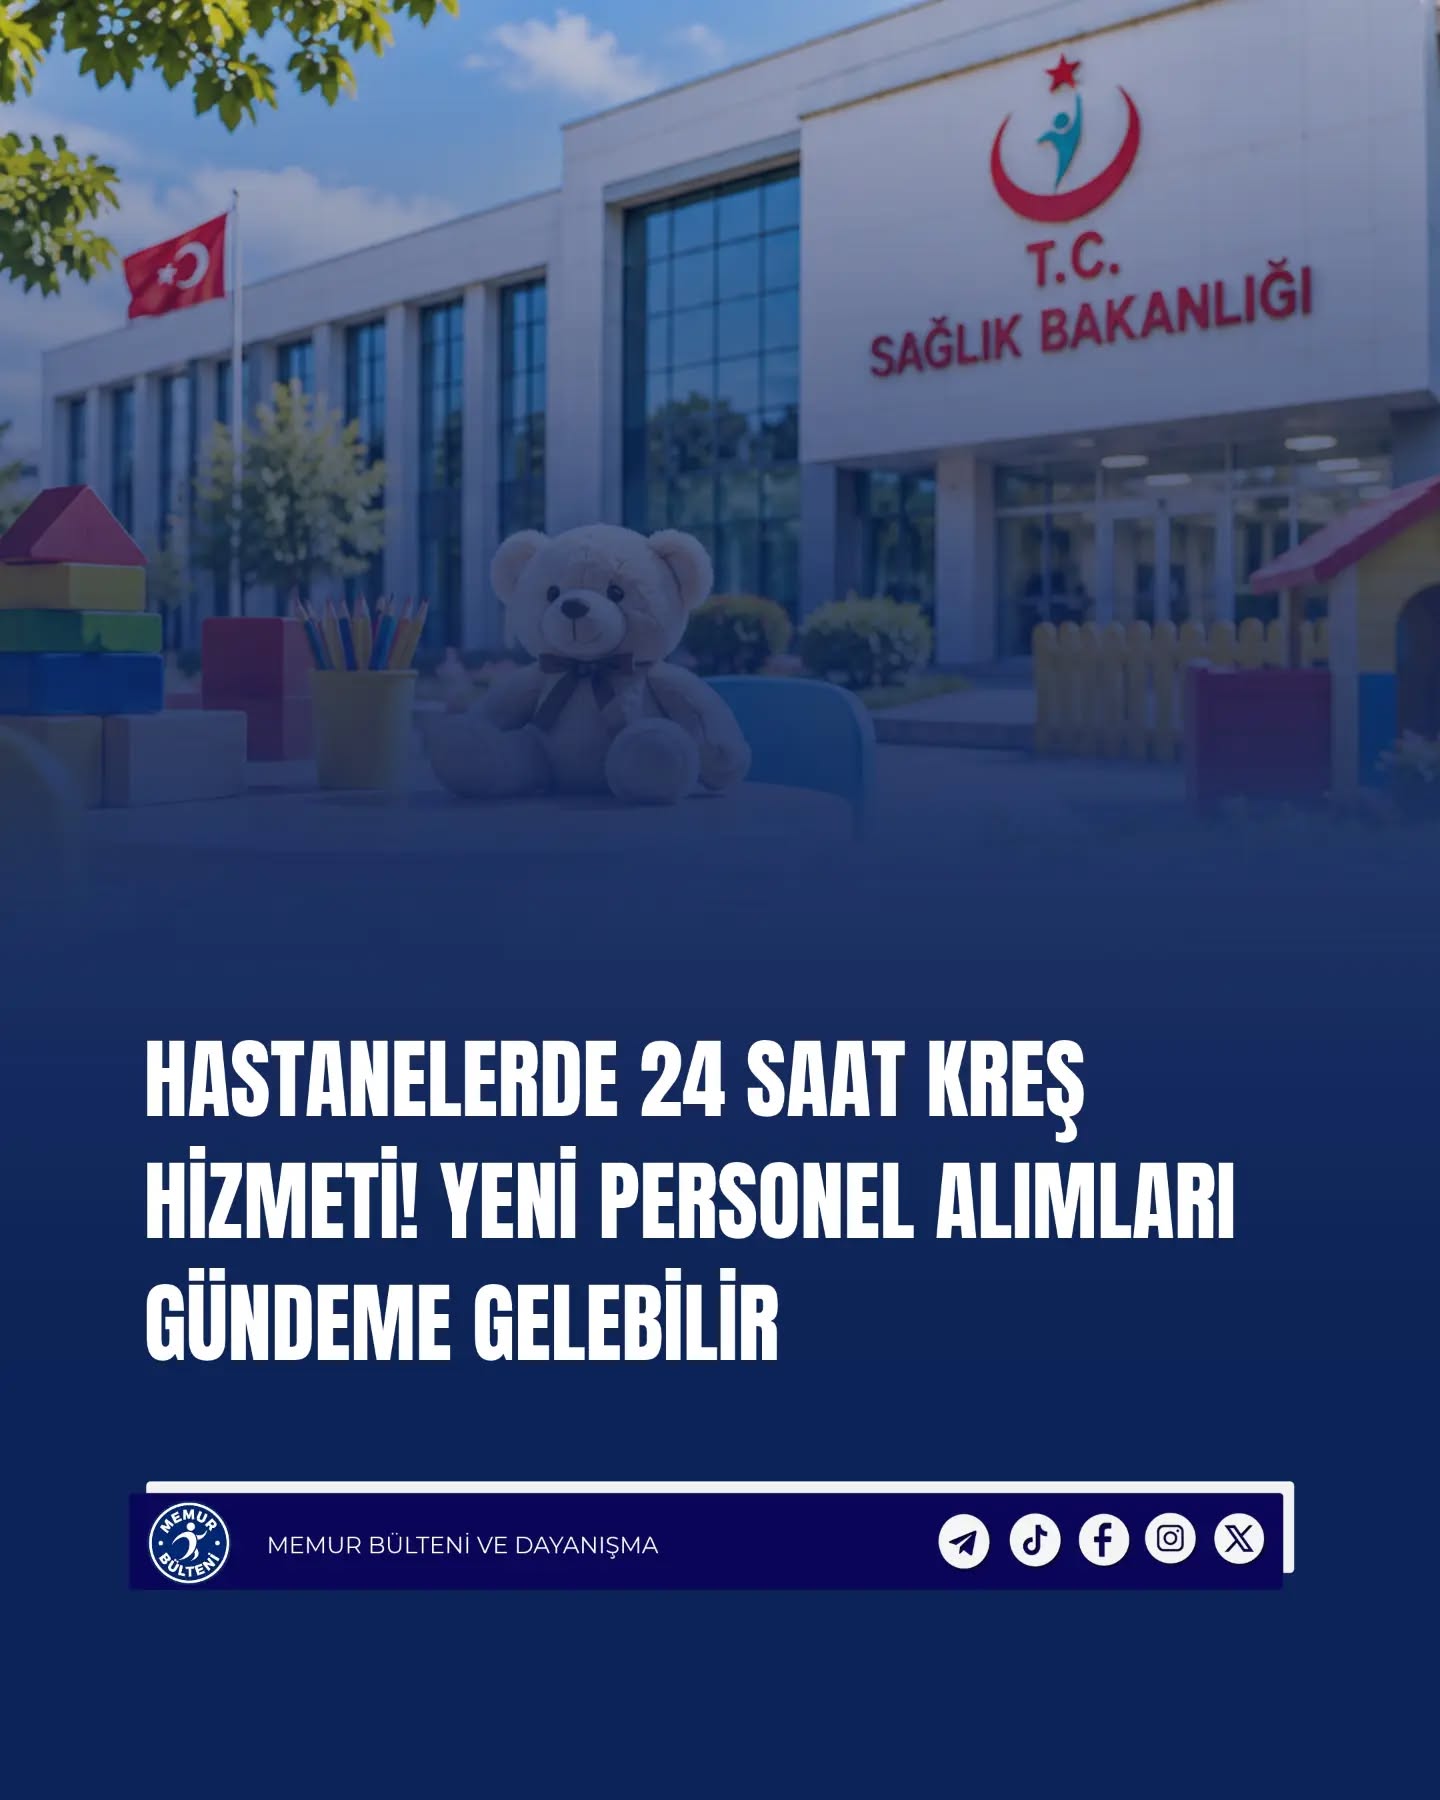 T.C.
SAĞLIK BAKANLIĞI
HASTANELERDE 24 SAAT KREŞ
HİZMETİ! YENİ PERSONEL ALIMLARI
GÜNDEME GELEBİLİR
MEMUR
BÜLTENİ
MEMUR BÜLTENİ VE DAYANIŞMA